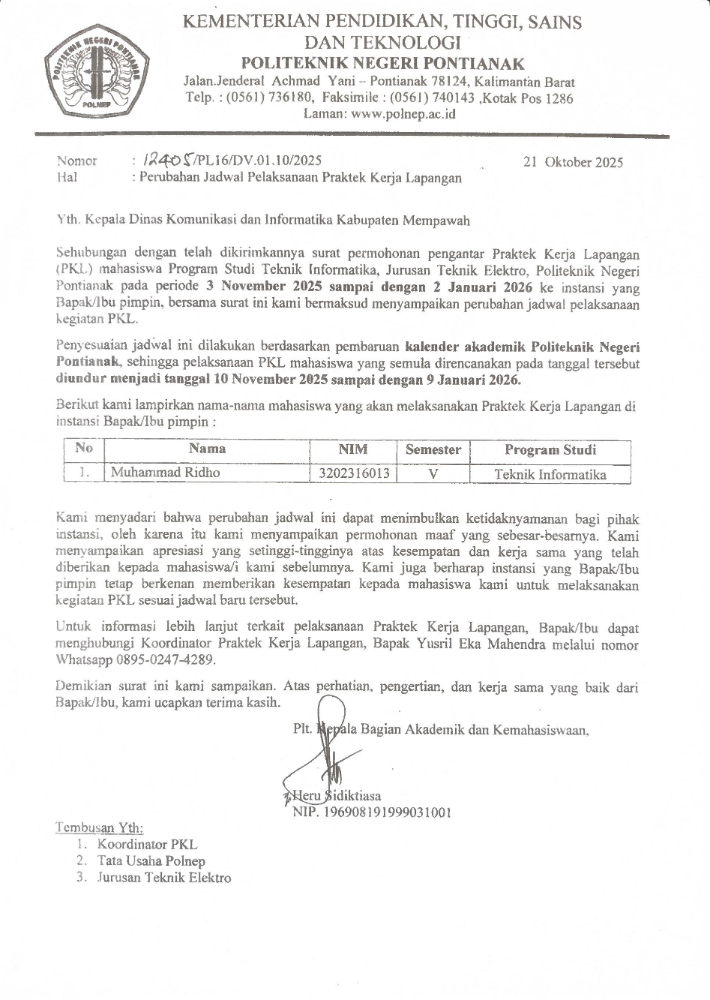 POLITEKNIK NEGERI PONTIANAK
POLNEP
KEMENTERIAN PENDIDIKAN, TINGGI, SAINS
DAN TEKNOLOGI
POLITEKNIK NEGERI PONTIANAK
Jalan.Jenderal Achmad Yani – Pontianak 78124, Kalimantan Barat
Telp. : (0561) 736180, Faksimile : (0561) 740143 ,Kotak Pos 1286
Laman: www.polnep.ac.id
Nomor : 12405/PL16/DV.01.10/2025 21 Oktober 2025
Hal : Perubahan Jadwal Pelaksanaan Praktek Kerja Lapangan
Yth. Kepala Dinas Komunikasi dan Informatika Kabupaten Mempawah
Sehubungan dengan telah dikirimkannya surat permohonan pengantar Praktek Kerja Lapangan
(PKL) mahasiswa Program Studi Teknik Informatika, Jurusan Teknik Elektro, Politeknik Negeri
Pontianak pada periode 3 November 2025 sampai dengan 2 Januari 2026 ke instansi yang
Bapak/Ibu pimpin, bersama surat ini kami bermaksud menyampaikan perubahan jadwal pelaksanaan
kegiatan PKL.
Penyesuaian jadwal ini dilakukan berdasarkan pembaruan kalender akademik Politeknik Negeri
Pontianak, sehingga pelaksanaan PKL mahasiswa yang semula direncanakan pada tanggal tersebut
diundur menjadi tanggal 10 November 2025 sampai dengan 9 Januari 2026.
Berikut kami lampirkan nama-nama mahasiswa yang akan melaksanakan Praktek Kerja Lapangan di
instansi Bapak/Ibu pimpin :
No Nama NIM Semester Program Studi
1. Muhammad Ridho 3202316013 V Teknik Informatika
Kami menyadari bahwa perubahan jadwal ini dapat menimbulkan ketidaknyamanan bagi pihak
instansi, oleh karena itu kami menyampaikan permohonan maaf yang sebesar-besarnya. Kami
menyampaikan apresiasi yang setinggi-tingginya atas kesempatan dan kerja sama yang telah
diberikan kepada mahasiswa/i kami sebelumnya. Kami juga berharap instansi yang Bapak/Ibu
pimpin tetap berkenan memberikan kesempatan kepada mahasiswa kami untuk melaksanakan
kegiatan PKL sesuai jadwal baru tersebut.
Untuk informasi lebih lanjut terkait pelaksanaan Praktek Kerja Lapangan, Bapak/Ibu dapat
menghubungi Koordinator Praktek Kerja Lapangan, Bapak Yusril Eka Mahendra melalui nomor
Whatsapp 0895-0247-4289.
Demikian surat ini kami sampaikan. Atas perhatian, pengertian, dan kerja sama yang baik dari
Bapak/Ibu, kami ucapkan terima kasih.
Plt. Kepala Bagian Akademik dan Kemahasiswaan,
Heru Sidiktiasa
NIP. 196908191999031001
Tembusan Yth:
1. Koordinator PKL
2. Tata Usaha Polnep
3. Jurusan Teknik Elektro